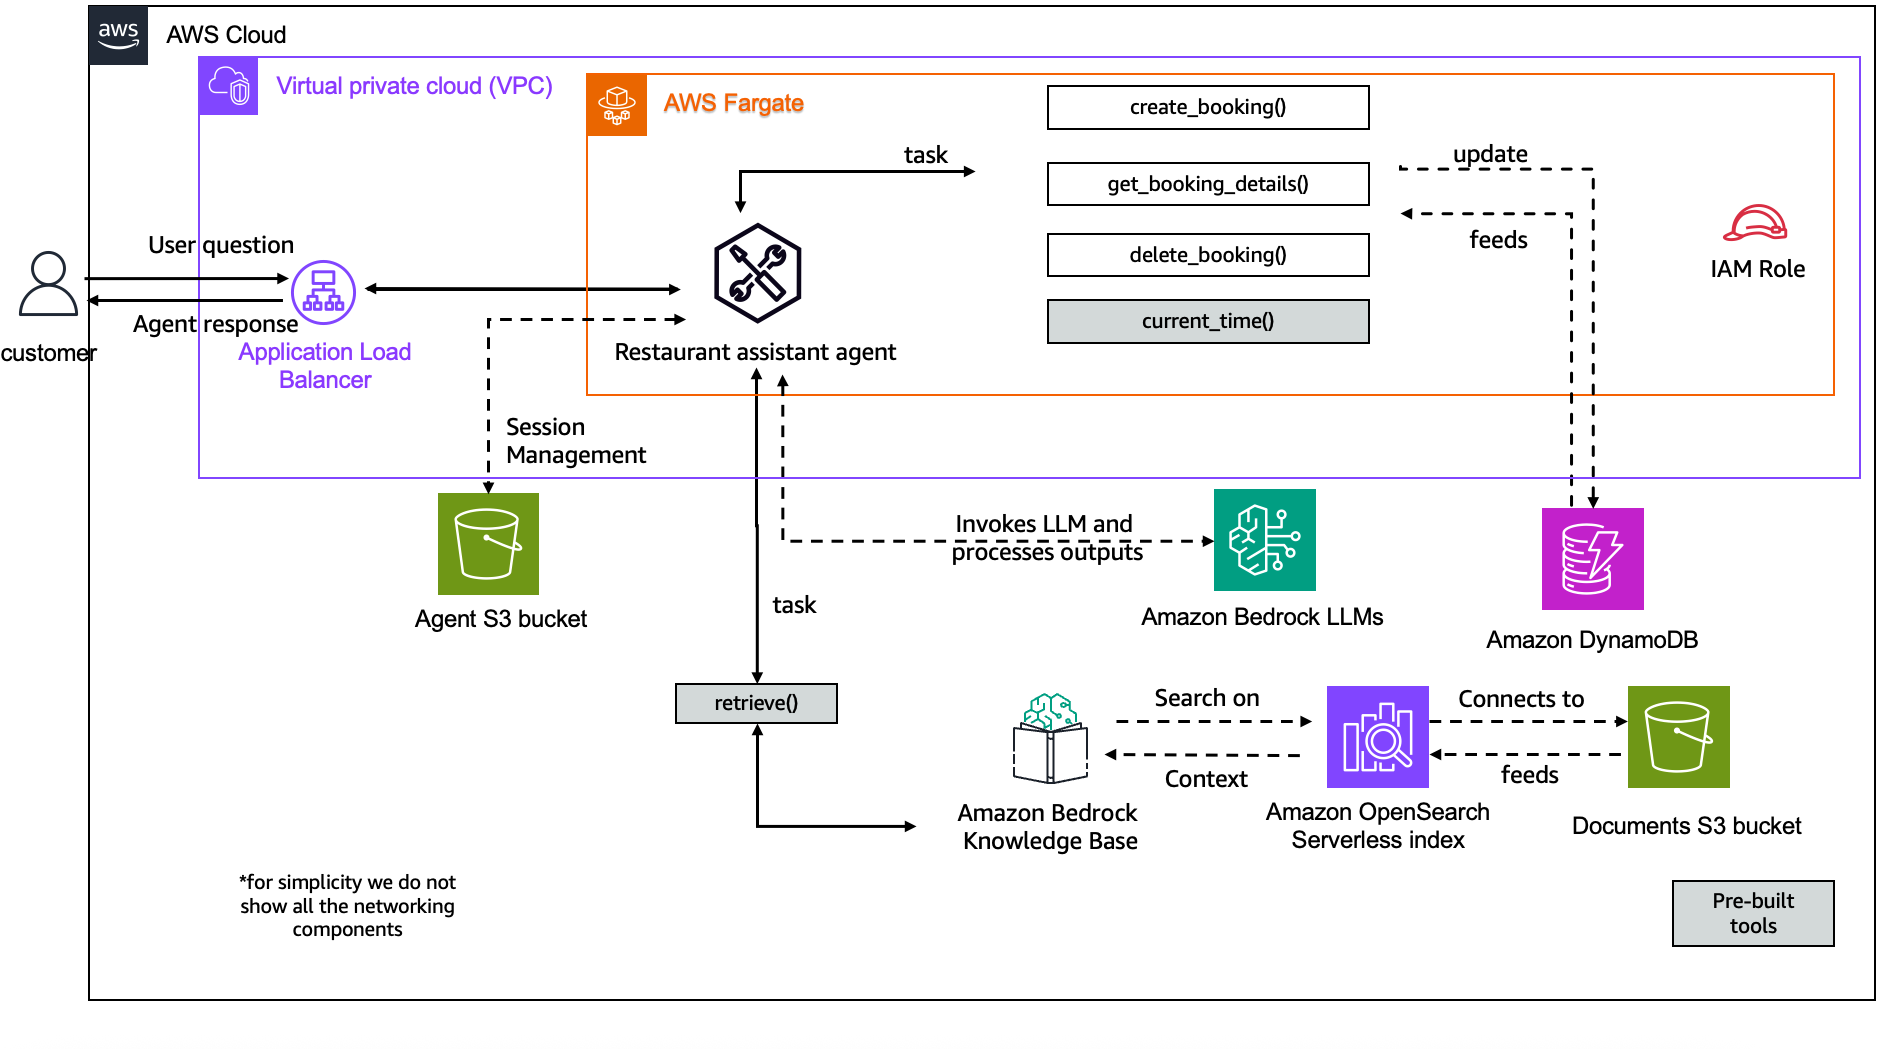 aws
AWS Cloud
Virtual private cloud (VPC)
AWS Fargate
create_booking()
task
update
get_booking_details()
feeds
User question
delete_booking()
IAM Role
Agent response
current_time()
customer
Application Load
Balancer
Restaurant assistant agent
Session
Management
Invokes LLM and
processes outputs
Agent S3 bucket
task
Amazon Bedrock LLMs
Amazon DynamoDB
retrieve()
Search on
Connects to
Context
feeds
Amazon Bedrock
Knowledge Base
Amazon OpenSearch
Serverless index
Documents S3 bucket
*for simplicity we do not
show all the networking
components
Pre-built
tools